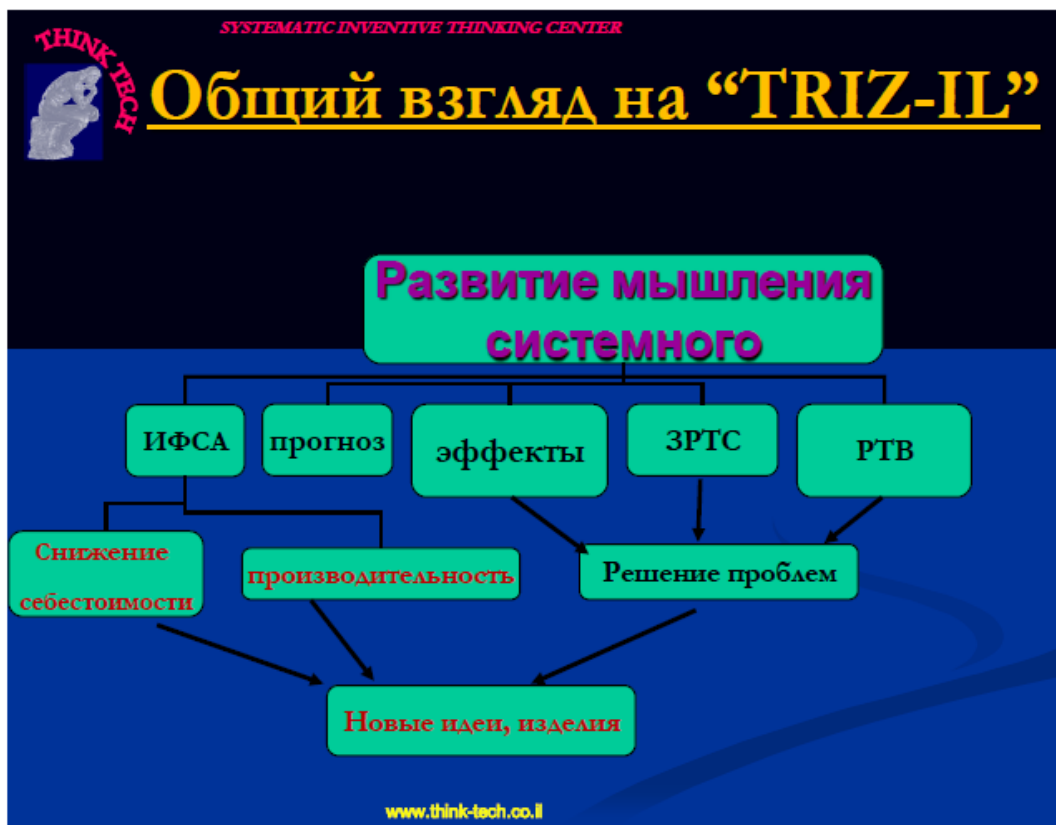 SYSTEMATIC INVENTIVE THINKING CENTER
THINK TECH
Общий взгляд на “TRIZ-IL”
Развитие мышления
системного
ИФСА
прогноз
эффекты
ЗРТС
РТВ
Снижение
себестоимости
производительность
Решение проблем
Новые идеи, изделия
www.think-tech.co.il